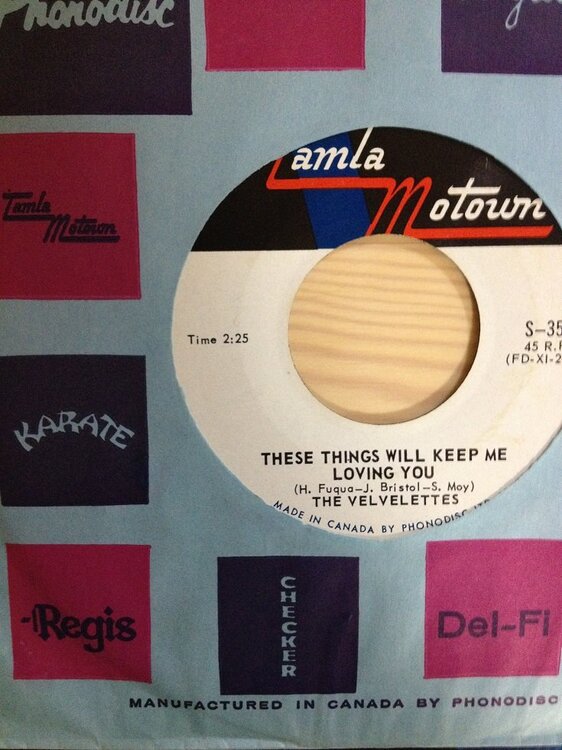 Phonodisc
Tamla
Motown
Tamla
Motown
Time 2:25
S-35
45 R.P
(FD-XI-2
KARATE
THESE THINGS WILL KEEP ME
LOVING YOU
(H. Fuqua-J. Bristol-S. Moy)
THE VELVELETTES
MADE IN CANADA BY PHONODISC LTD
Regis
CHECKER
Del-Fi
MANUFACTURED IN CANADA BY PHONODISC